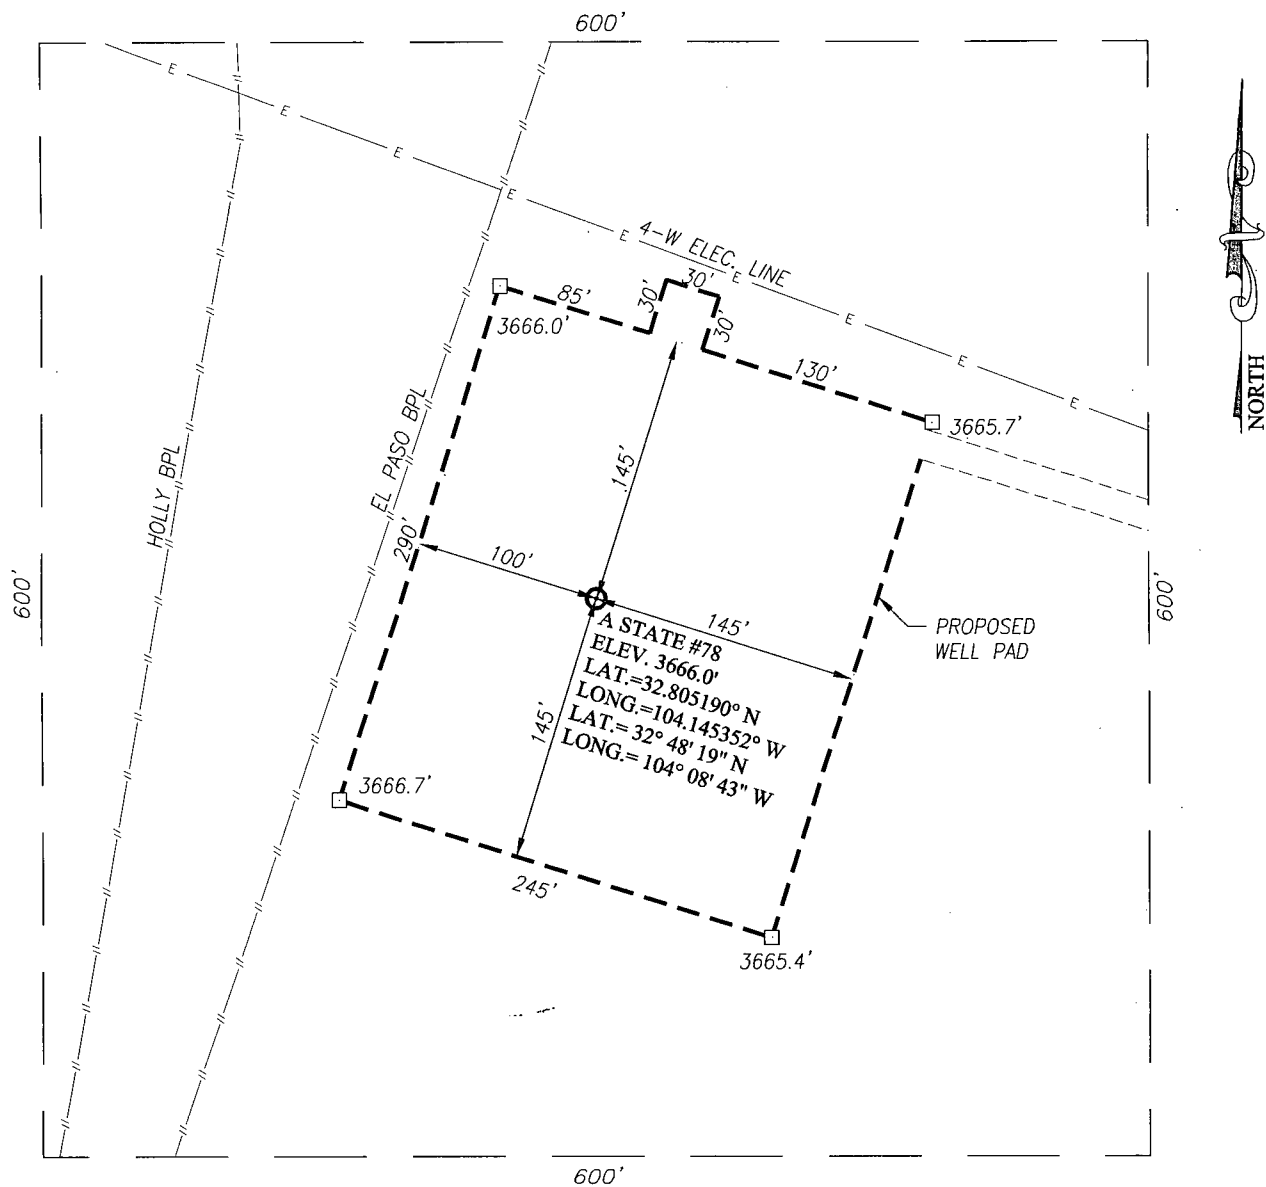 600'
E
E
E
E
4-W ELEC. LINE
E
E
E
E
E
NORTH
30'
30'
30'
85'
3666.0'
130'
3665.7'
EL PASO BPL
HOLLY BPL
145'
290'
100'
600'
600'
145'
PROPOSED
WELL PAD
A STATE #78
ELEV. 3666.0'
LAT.=32.805190° N
LONG.=104.145352° W
LAT.= 32° 48' 19" N
LONG.= 104° 08' 43" W
145'
3666.7'
245'
3665.4'
600'